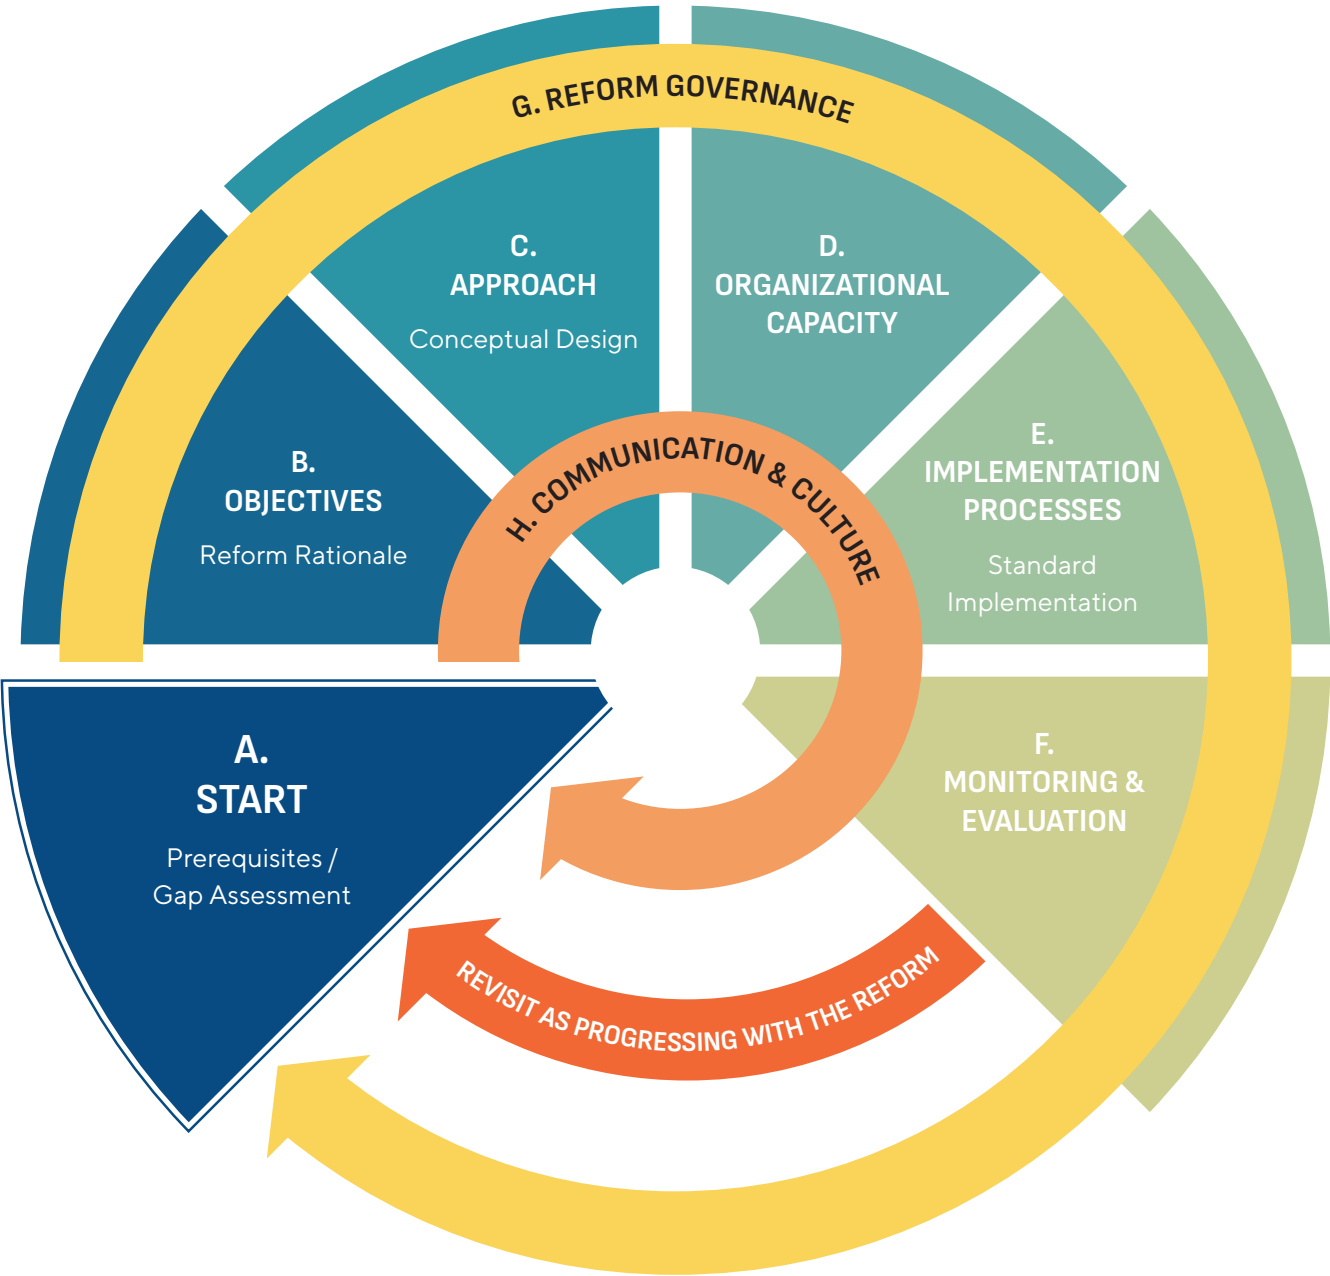 G. REFORM GOVERNANCE
C.
APPROACH
Conceptual Design
D.
ORGANIZATIONAL
CAPACITY
B.
OBJECTIVES
Reform Rationale
H. COMMUNICATION & CULTURE
E.
IMPLEMENTATION
PROCESSES
Standard
Implementation
A.
START
Prerequisites /
Gap Assessment
F.
MONITORING &
EVALUATION
REVISIT AS PROGRESSING WITH THE REFORM